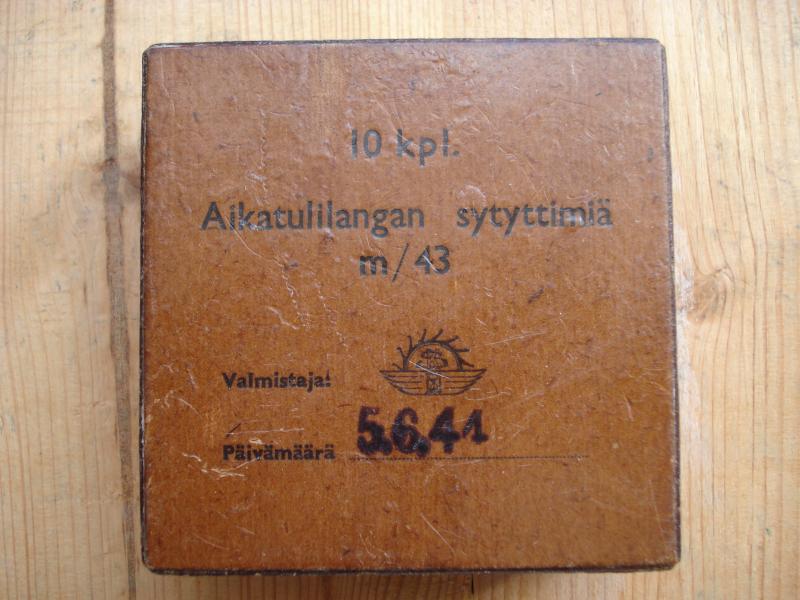 10 kpl.
Aikatulilangan sytyttimiä
m/43
Valmistaja:
Päivämäärä 5.6.41